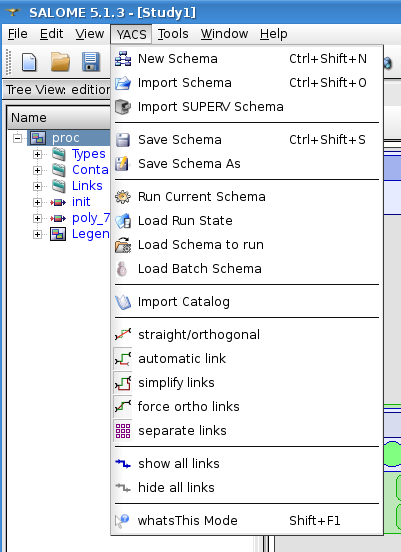 SALOME 5.1.3 - [Study1]
File Edit View YACS Tools Window Help
New Schema Ctrl+Shift+N
Import Schema Ctrl+Shift+O
Import SUPERV Schema
Save Schema Ctrl+Shift+S
Save Schema As
Run Current Schema
Load Run State
Load Schema to run
Load Batch Schema
Import Catalog
straight/orthogonal
automatic link
simplify links
force ortho links
separate links
show all links
hide all links
whatsThis Mode Shift+F1
Tree View: edition
Name
proc
Types
Conta
Links
init
poly_7
Legen